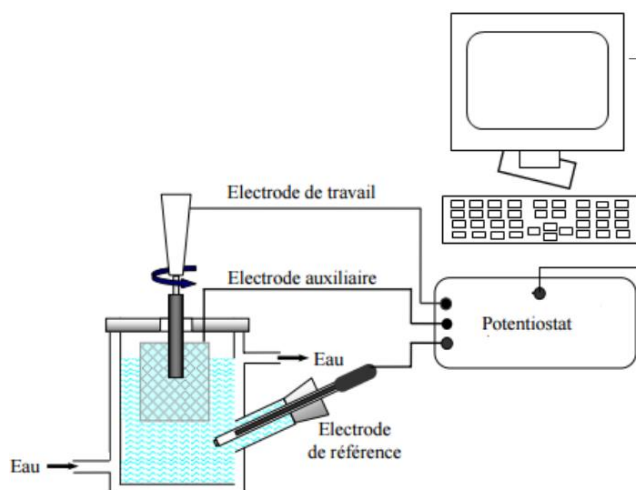 Electrode de travail
Electrode auxiliaire
Potentiostat
Eau
Electrode
de référence
Eau